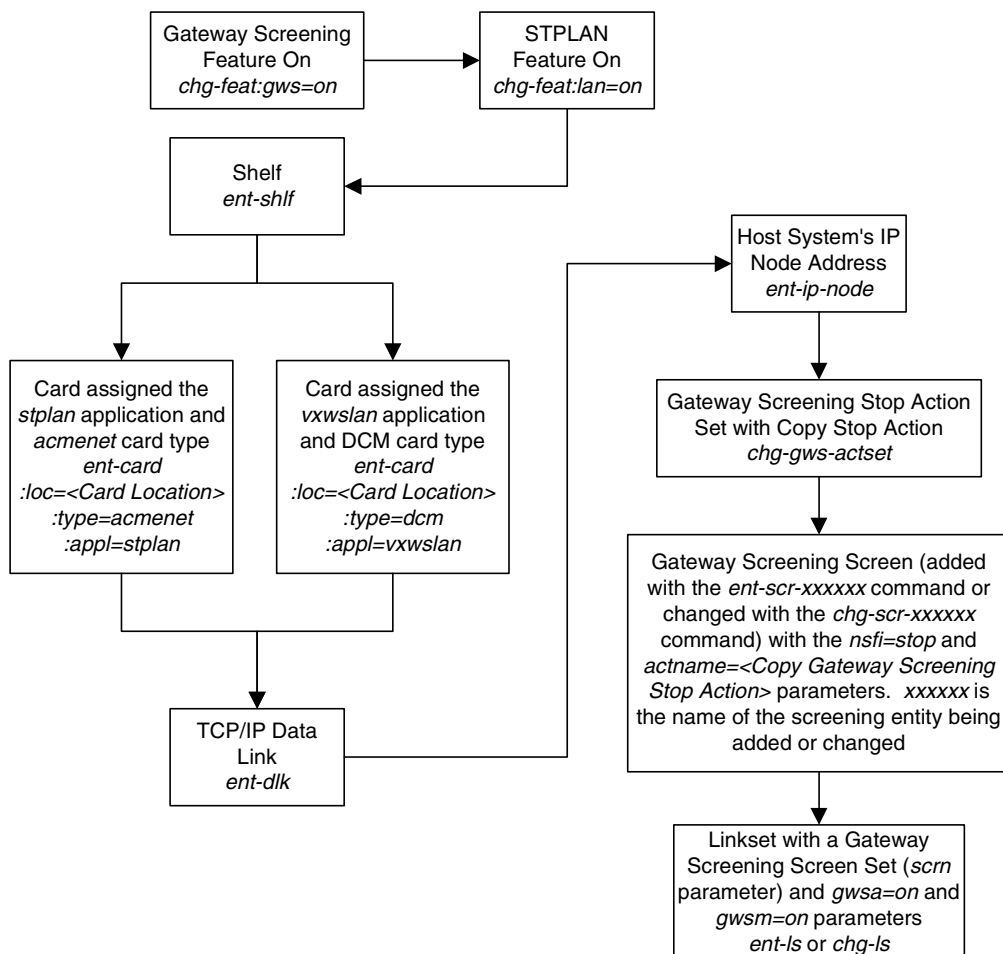 Gateway Screening
Feature On
chg-feat:gws=on
STPLAN
Feature On
chg-feat:lan=on
Shelf
ent-shlf
Card assigned the
stplan application and
acmenet card type
ent-card
:loc=<Card Location>
:type=acmenet
:appl=stplan
Card assigned the
vxwslan application
and DCM card type
ent-card
:loc=<Card Location>
:type=dcm
:appl=vxwslan
TCP/IP Data
Link
ent-dlk
Host System's IP
Node Address
ent-ip-node
Gateway Screening Stop Action
Set with Copy Stop Action
chg-gws-actset
Gateway Screening Screen (added
with the ent-scr-xxxxxx command or
changed with the chg-scr-xxxxxx
command) with the nsfi=stop and
actname=<Copy Gateway Screening
Stop Action> parameters. xxxxxx is
the name of the screening entity being
added or changed
Linkset with a Gateway
Screening Screen Set (scrn
parameter) and gwsa=on and
gwsm=on parameters
ent-ls or chg-ls